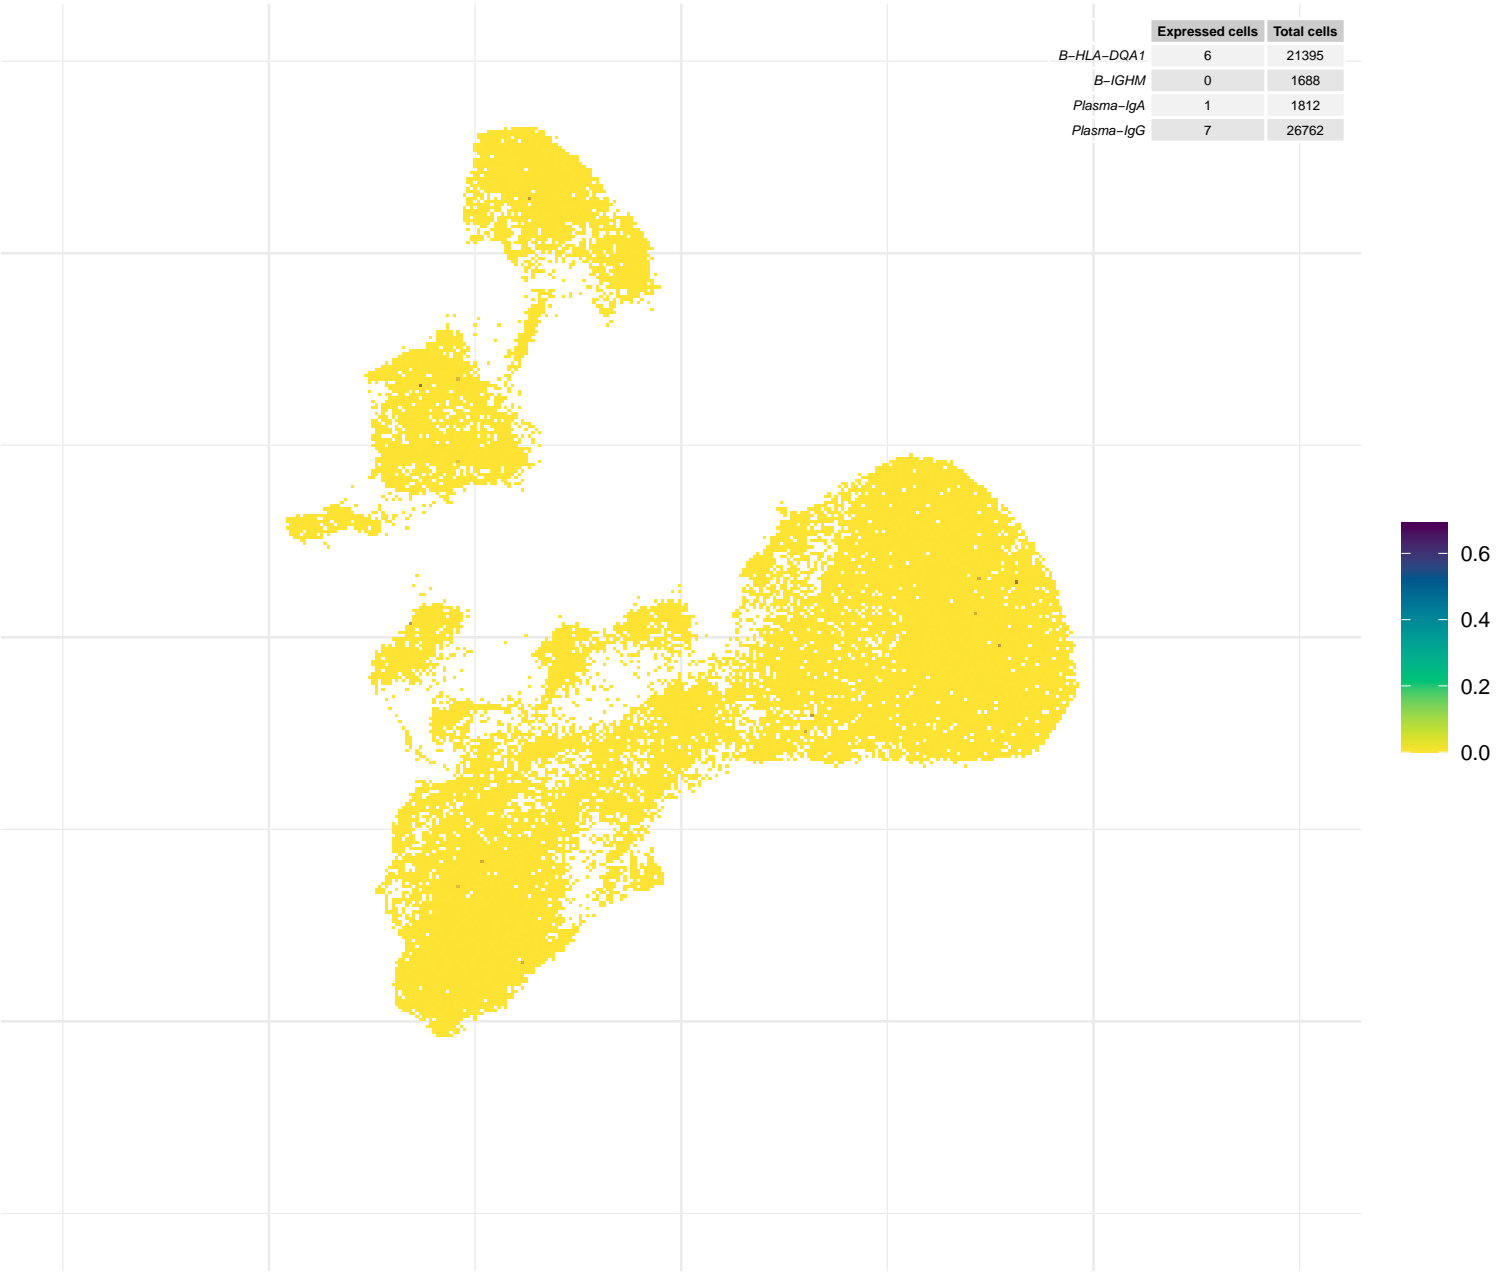 Expressed cells Total cells
B−HLA−DQA1 6 21395
B−IGHM 0 1688
Plasma−IgA 1 1812
Plasma−IgG 7 26762
0.6
0.4
0.2
0.0